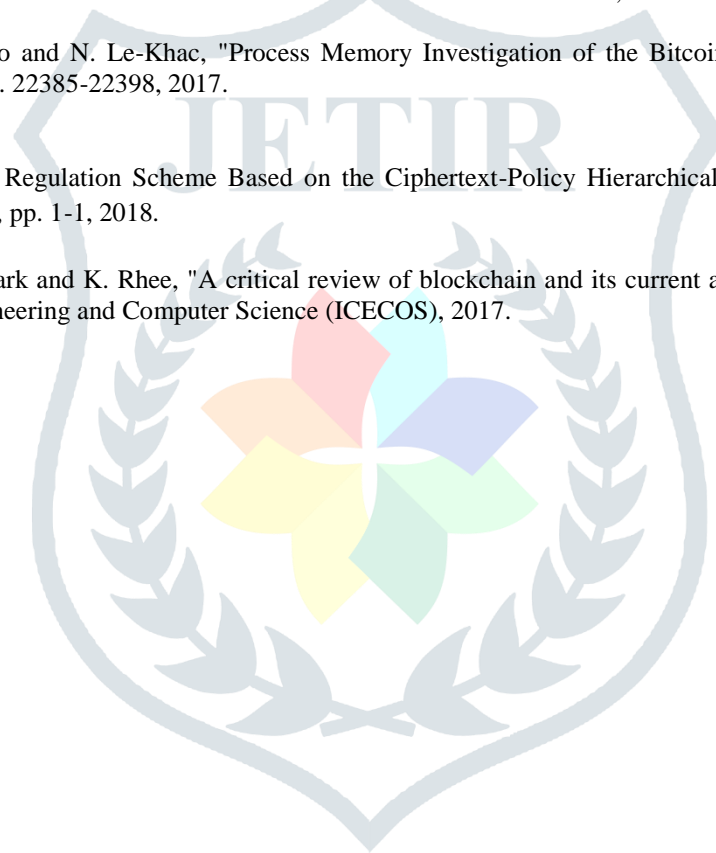 o and N. Le-Khac, "Process Memory Investigation of the Bitcoin
. 22385-22398, 2017.
JETIR
Regulation Scheme Based on the Ciphertext-Policy Hierarchical
, pp. 1-1, 2018.
ark and K. Rhee, "A critical review of blockchain and its current a
neering and Computer Science (ICECOS), 2017.